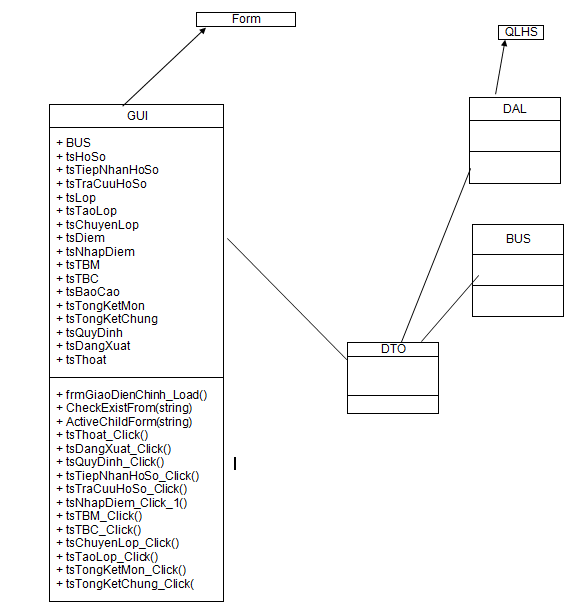 Form
QLHS
GUI
+ BUS
+ tsHoSo
+ tsTiepNhanHoSo
+ tsTraCuuHoSo
+ tsLop
+ tsTaoLop
+ tsChuyenLop
+ tsDiem
+ tsNhapDiem
+ tsTBM
+ tsTBC
+ tsBaoCao
+ tsTongKetMon
+ tsTongKetChung
+ tsQuyDinh
+ tsDangXuat
+ tsThoat
+ frmGiaoDienChinh_Load()
+ CheckExistFrom(string)
+ ActiveChildForm(string)
+ tsThoat_Click()
+ tsDangXuat_Click()
+ tsQuyDinh_Click()
+ tsTiepNhanHoSo_Click()
+ tsTraCuuHoSo_Click()
+ tsNhapDiem_Click_1()
+ tsTBM_Click()
+ tsTBC_Click()
+ tsChuyenLop_Click()
+ tsTaoLop_Click()
+ tsTongKetMon_Click()
+ tsTongKetChung_Click(
DAL
BUS
DTO